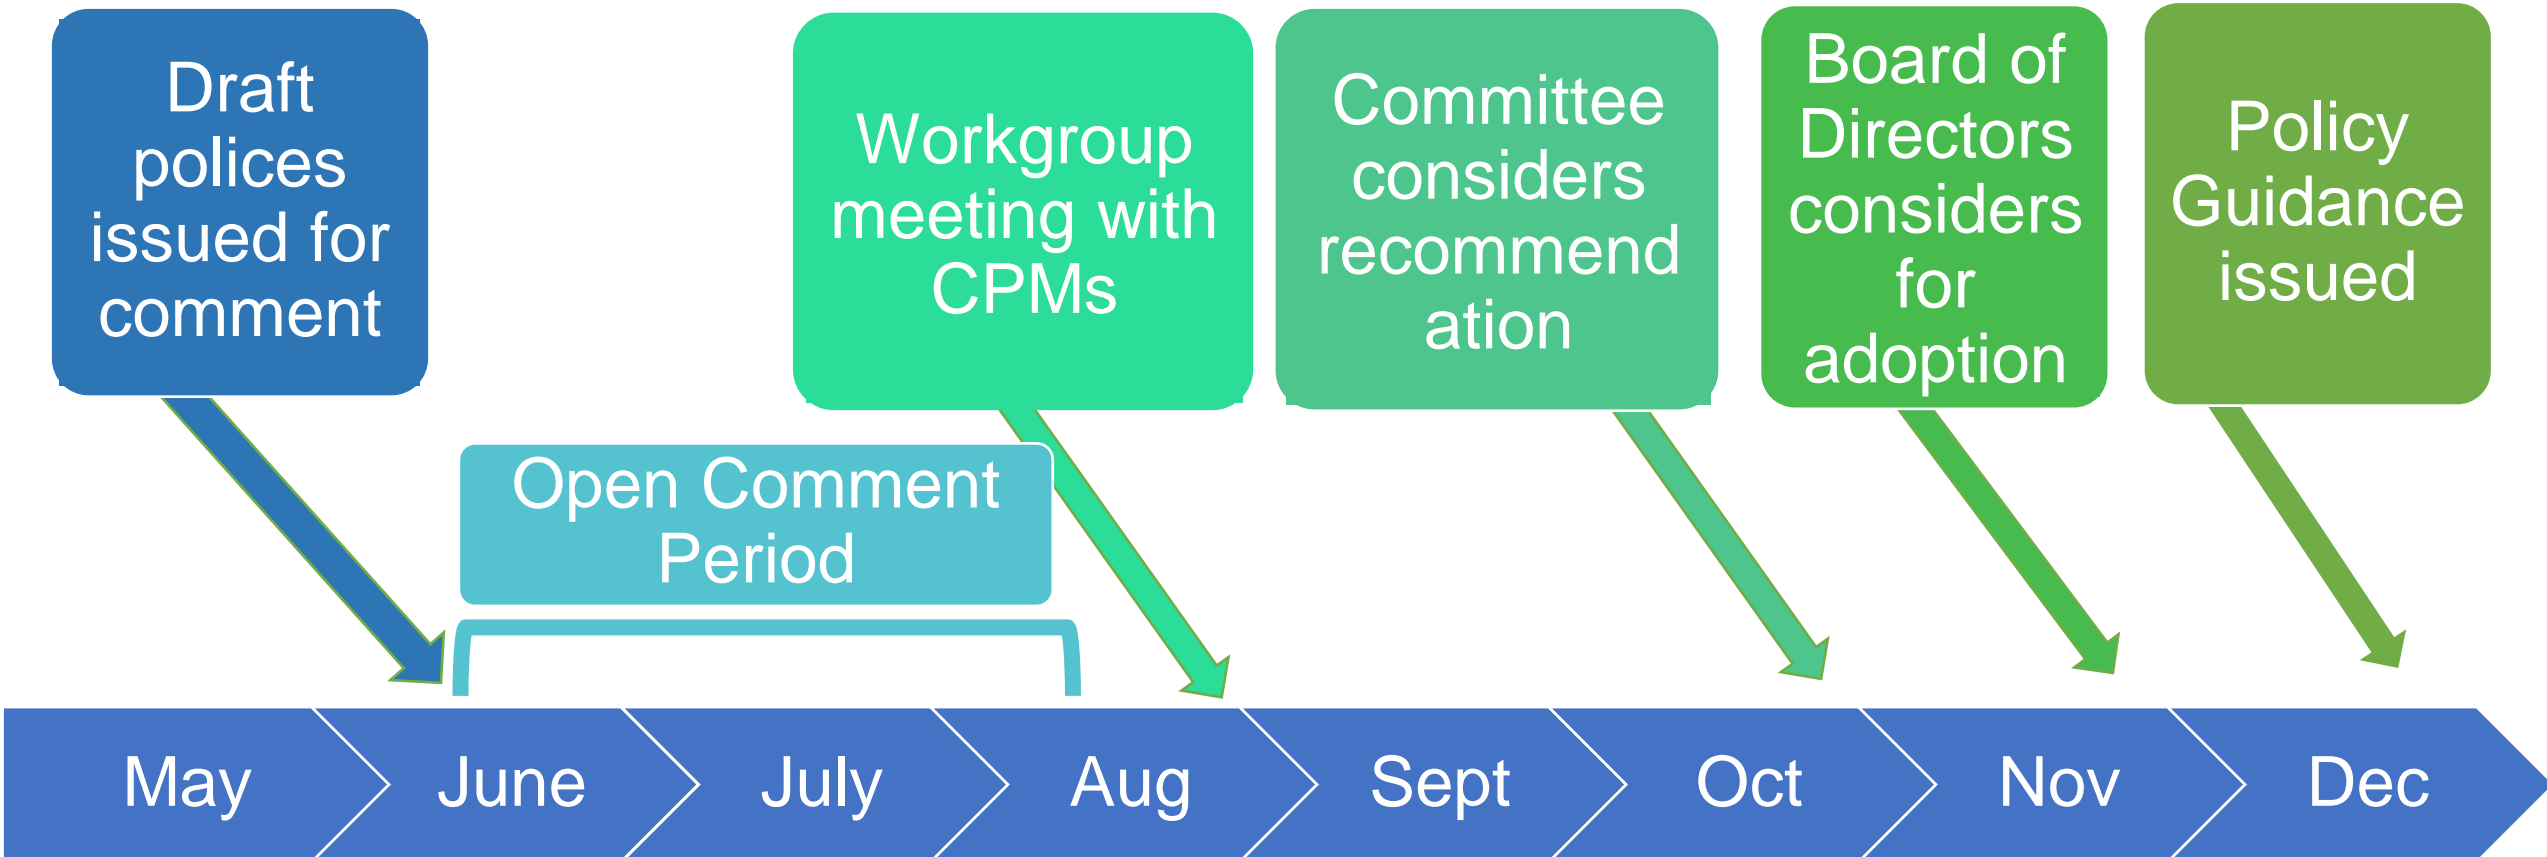 Draft
polices
issued for
comment
Workgroup
meeting with
CPMs
Committee
considers
recommend
ation
Board of
Directors
considers
for
adoption
Policy
Guidance
issued
Open Comment
Period
May
June
July
Aug
Sept
Oct
Nov
Dec